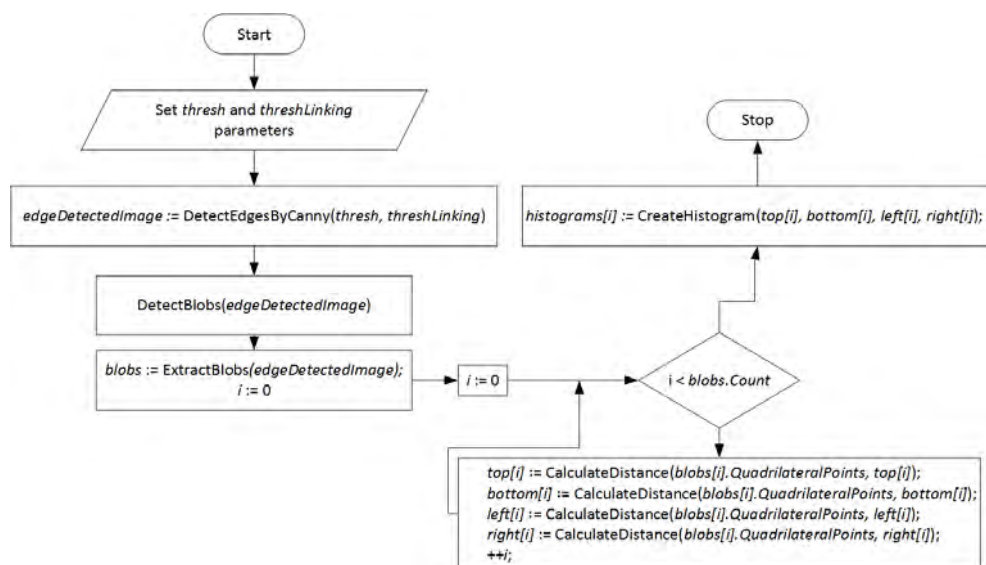 Start
Set thresh and threshLinking
parameters
edgeDetectedImage := DetectEdgesByCanny(thresh, threshLinking)
DetectBlobs(edgeDetectedImage)
blobs := ExtractBlobs(edgeDetectedImage);
i := 0
i := 0
i < blobs.Count
top[i] := CalculateDistance(blobs[i].QuadrilateralPoints, top[i]);
bottom[i] := CalculateDistance(blobs[i].QuadrilateralPoints, bottom[i]);
left[i] := CalculateDistance(blobs[i].QuadrilateralPoints, left[i]);
right[i] := CalculateDistance(blobs[i].QuadrilateralPoints, right[i]);
++i;
histograms[i] := CreateHistogram(top[i], bottom[i], left[i], right[i]);
Stop